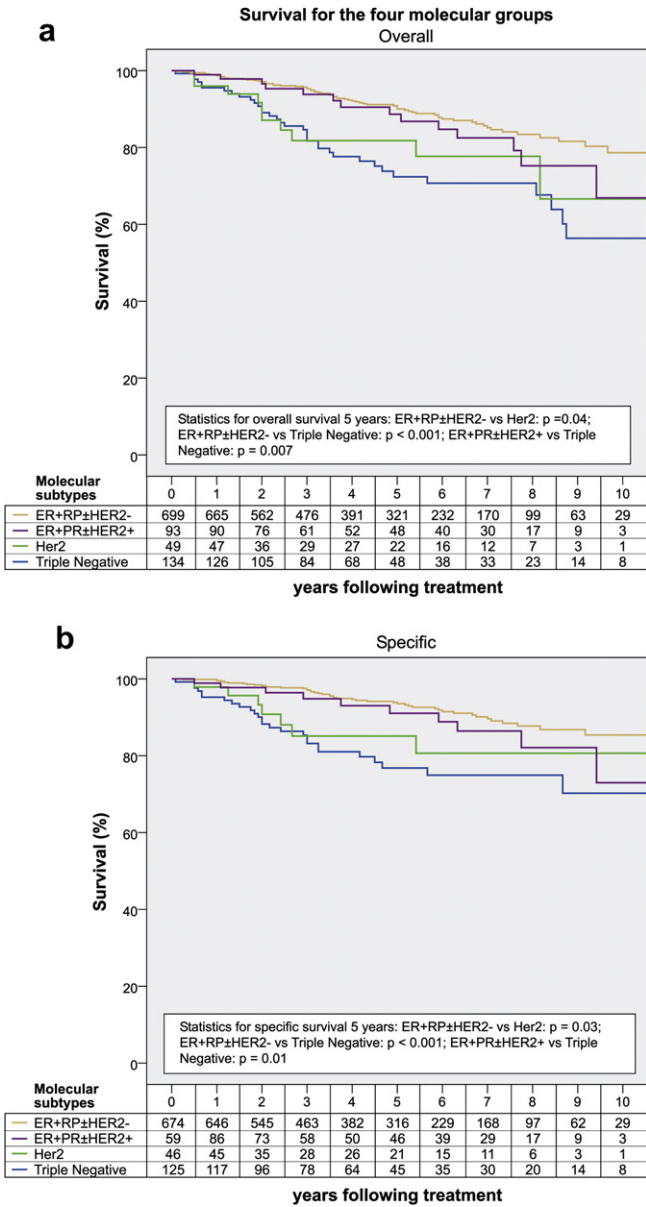 Survival for the four molecular groups
a
Overall
100
80
60
40
20
0
Survival (%)
Statistics for overall survival 5 years: ER+RP±HER2- vs Her2: p =0.04;
ER+RP±HER2- vs Triple Negative: p < 0.001; ER+PR±HER2+ vs Triple
Negative: p = 0.007
Molecular
subtypes 0 1 2 3 4 5 6 7 8 9 10
ER+RP±HER2- 699 665 562 476 391 321 232 170 99 63 29
ER+PR±HER2+ 93 90 76 61 52 48 40 30 17 9 3
Her2 49 47 36 29 27 22 16 12 7 3 1
Triple Negative 134 126 105 84 68 48 38 33 23 14 8
years following treatment
b
Specific
100
80
60
40
20
0
Survival (%)
Statistics for specific survival 5 years: ER+RP±HER2- vs Her2: p = 0.03;
ER+RP±HER2- vs Triple Negative: p < 0.001; ER+PR±HER2+ vs Triple
Negative: p = 0.01
Molecular
subtypes 0 1 2 3 4 5 6 7 8 9 10
ER+RP±HER2- 674 646 545 463 382 316 229 168 97 62 29
ER+PR±HER2+ 59 86 73 58 50 46 39 29 17 9 3
Her2 46 45 35 28 26 21 15 11 6 3 1
Triple Negative 125 117 96 78 64 45 35 30 20 14 8
years following treatment